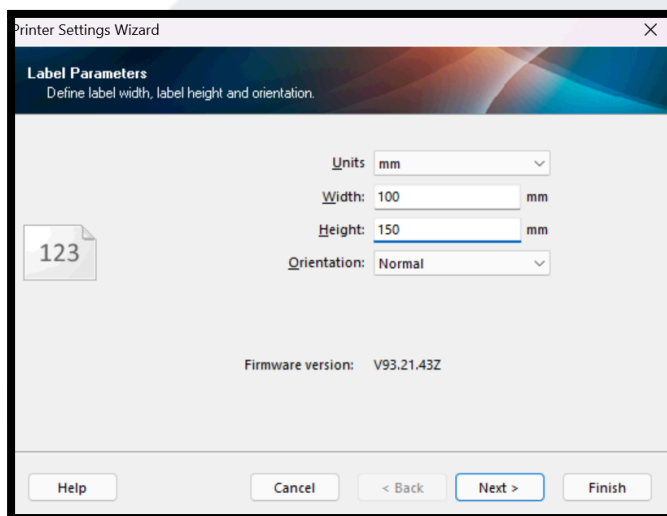 Printer Settings Wizard
Label Parameters
Define label width, label height and orientation.
Units mm
Width: 100 mm
Height: 150 mm
123
Orientation: Normal
Firmware version: V93.21.43Z
Help Cancel < Back Next > Finish